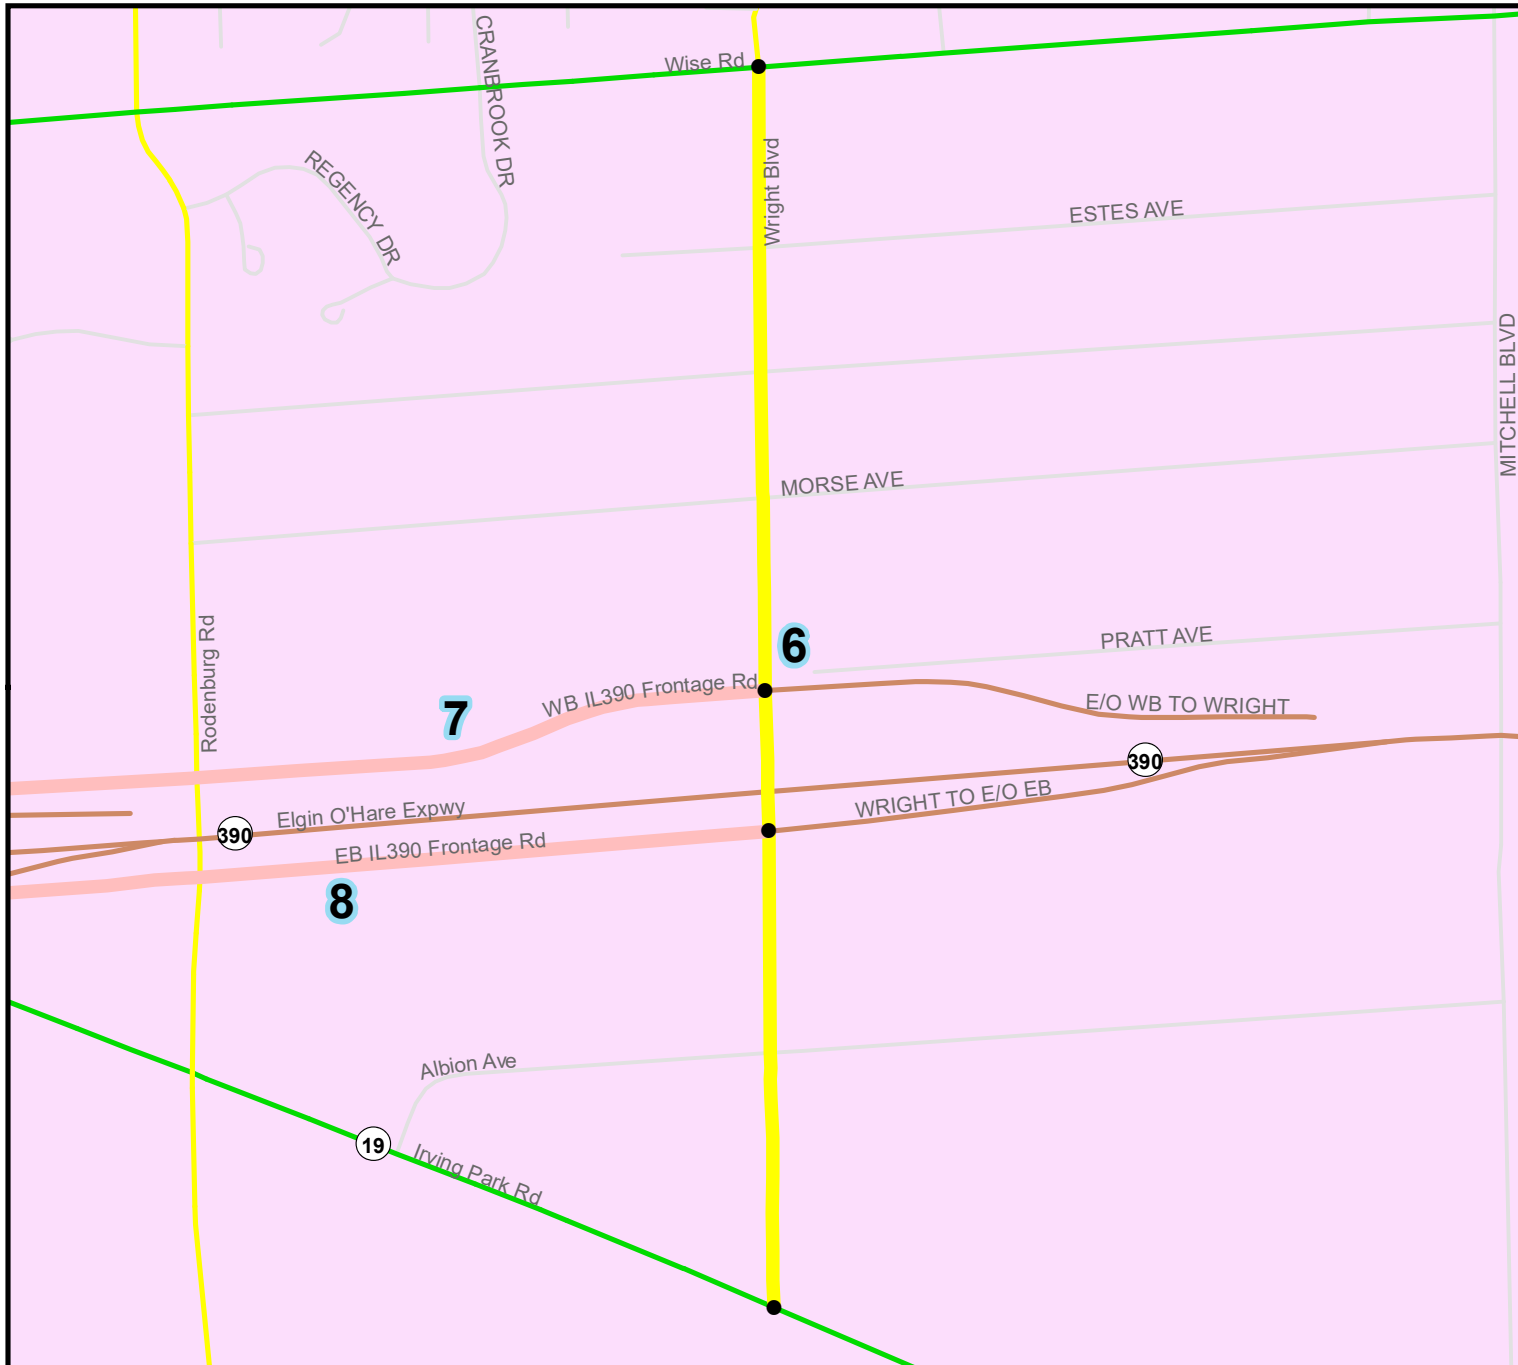 Wise Rd
CRANBROOK DR
REGENCY DR
Wright Blvd
ESTES AVE
MITCHELL BLVD
MORSE AVE
Rodenburg Rd
6
PRATT AVE
7
WB IL390 Frontage Rd
E/O WB TO WRIGHT
390
WRIGHT TO E/O EB
Elgin O'Hare Expwy
390
EB IL390 Frontage Rd
8
Albion Ave
19
Irving Park Rd